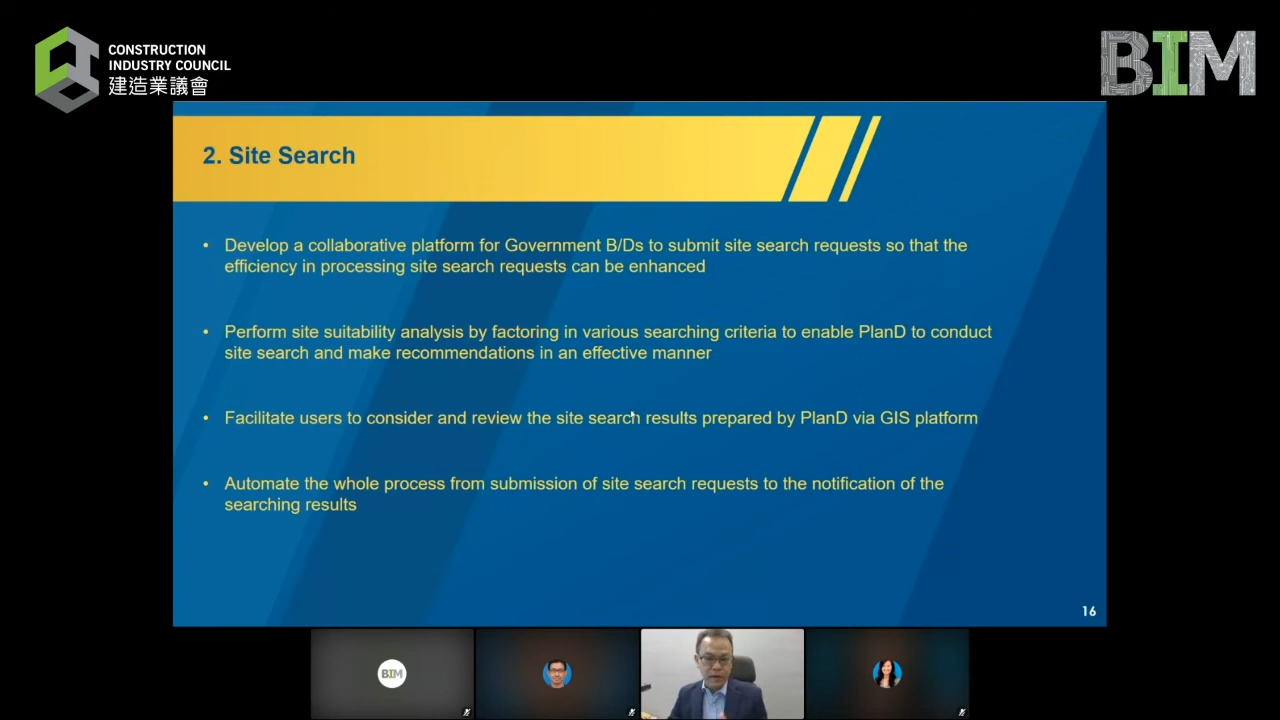 CONSTRUCTION
INDUSTRY COUNCIL
建造業議會
BIM
2. Site Search
• Develop a collaborative platform for Government B/Ds to submit site search requests so that the
efficiency in processing site search requests can be enhanced
• Perform site suitability analysis by factoring in various searching criteria to enable PlanD to conduct
site search and make recommendations in an effective manner
• Facilitate users to consider and review the site search results prepared by PlanD via GIS platform
• Automate the whole process from submission of site search requests to the notification of the
searching results
16
BIM